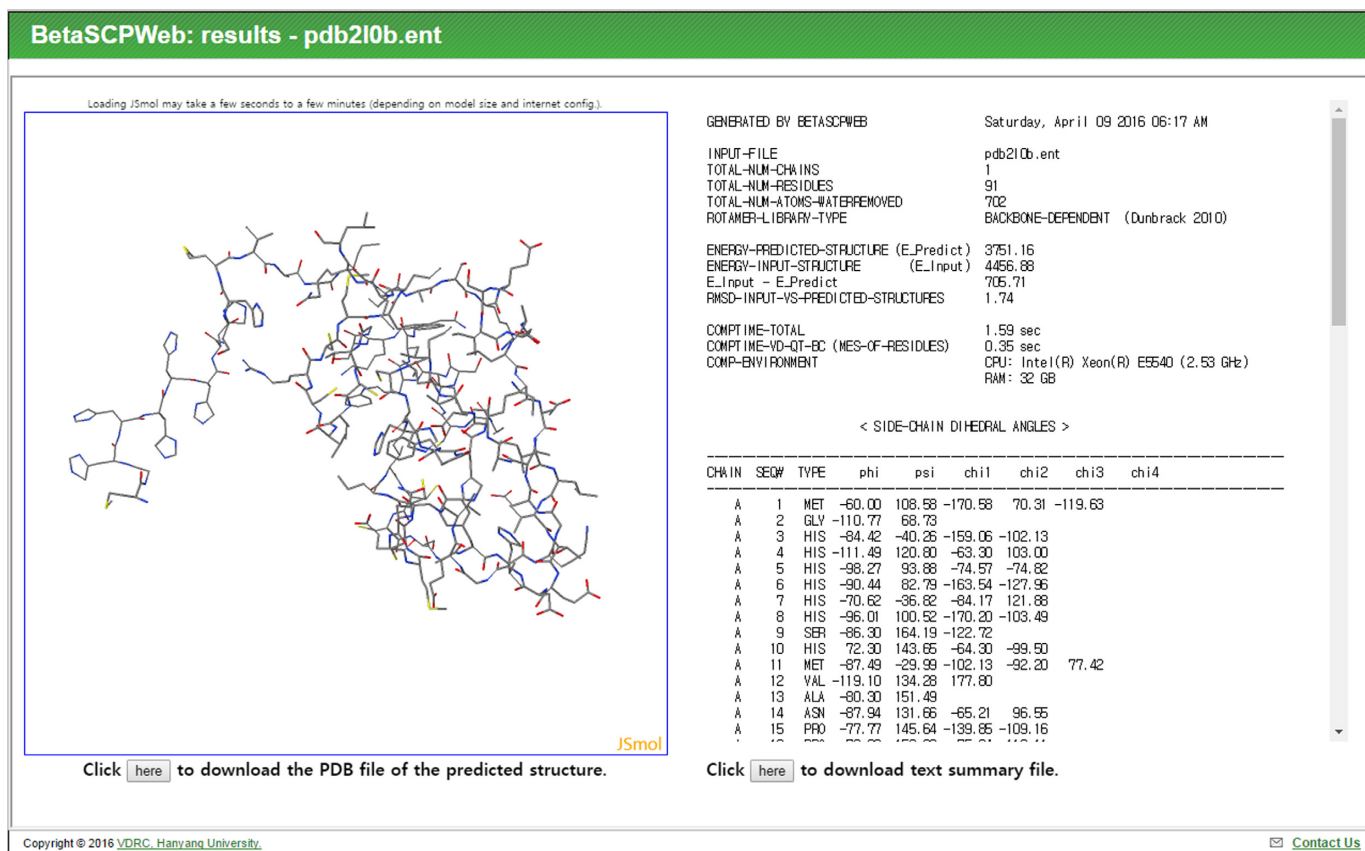 BetaSCPWeb: results - pdb2l0b.ent
Loading JSmol may take a few seconds to a few minutes (depending on model size and internet config.).
JSmol
Click here to download the PDB file of the predicted structure.
GENERATED BY BETASCPWEB Saturday, April 09 2016 06:17 AM
INPUT-FILE pdb2l0b.ent
TOTAL-NUM-CHAINS 1
TOTAL-NUM-RESIDUES 91
TOTAL-NUM-ATOMS-WATERREMOVED 702
ROTAMER-LIBRARY-TYPE BACKBONE-DEPENDENT (Dunbrack 2010)
ENERGY-PREDICTED-STRUCTURE (E_Predict) 3751.16
ENERGY-INPUT-STRUCTURE (E_Input) 4456.88
E_Input - E_Predict 705.71
RMSD-INPUT-VS-PREDICTED-STRUCTURES 1.74
COMPTIME-TOTAL 1.59 sec
COMPTIME-VD-QT-BC (MES-OF-RESIDUES) 0.35 sec
COMP-ENVIRONMENT CPU: Intel(R) Xeon(R) E5540 (2.53 GHz)
RAM: 32 GB
< SIDE-CHAIN DIHEDRAL ANGLES >
CHAIN SEQ# TYPE phi psi chi1 chi2 chi3 chi4
A 1 MET -60.00 108.58 -170.58 70.31 -119.63
A 2 GLY -110.77 68.73
A 3 HIS -84.42 -40.26 -159.06 -102.13
A 4 HIS -111.49 120.80 -63.30 103.00
A 5 HIS -98.27 93.88 -74.57 -74.82
A 6 HIS -90.44 82.79 -163.54 -127.96
A 7 HIS -70.62 -36.82 -84.17 121.88
A 8 HIS -96.01 100.52 -170.20 -103.49
A 9 SER -86.30 164.19 -122.72
A 10 HIS 72.30 143.65 -64.30 -99.50
A 11 MET -87.49 -29.99 -102.13 -92.20 77.42
A 12 VAL -119.10 134.28 177.80
A 13 ALA -80.30 151.49
A 14 ASN -87.94 131.66 -65.21 96.55
A 15 PRO -77.77 145.64 -139.85 -109.16
Click here to download text summary file.
Copyright © 2016 VDRC, Hanyang University.
Contact Us